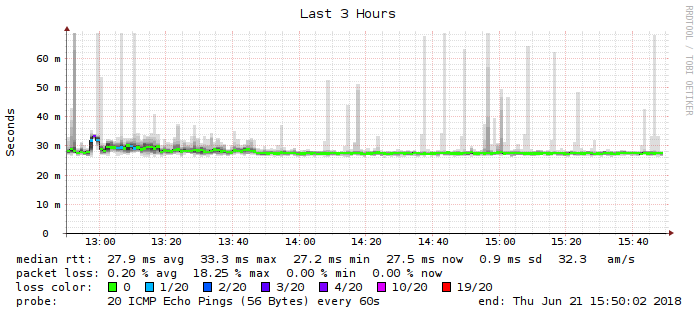 Last 3 Hours
RRDTOOL / TOBI OETIKER
Seconds
60 m
50 m
40 m
30 m
20 m
10 m
0
13:00 13:20 13:40 14:00 14:20 14:40 15:00 15:20 15:40
median rtt: 27.9 ms avg 33.3 ms max 27.2 ms min 27.5 ms now 0.9 ms sd 32.3 am/s
packet loss: 0.20 % avg 18.25 % max 0.00 % min 0.00 % now
loss color: 0 1/20 2/20 3/20 4/20 10/20 19/20
probe: 20 ICMP Echo Pings (56 Bytes) every 60s end: Thu Jun 21 15:50:02 2018